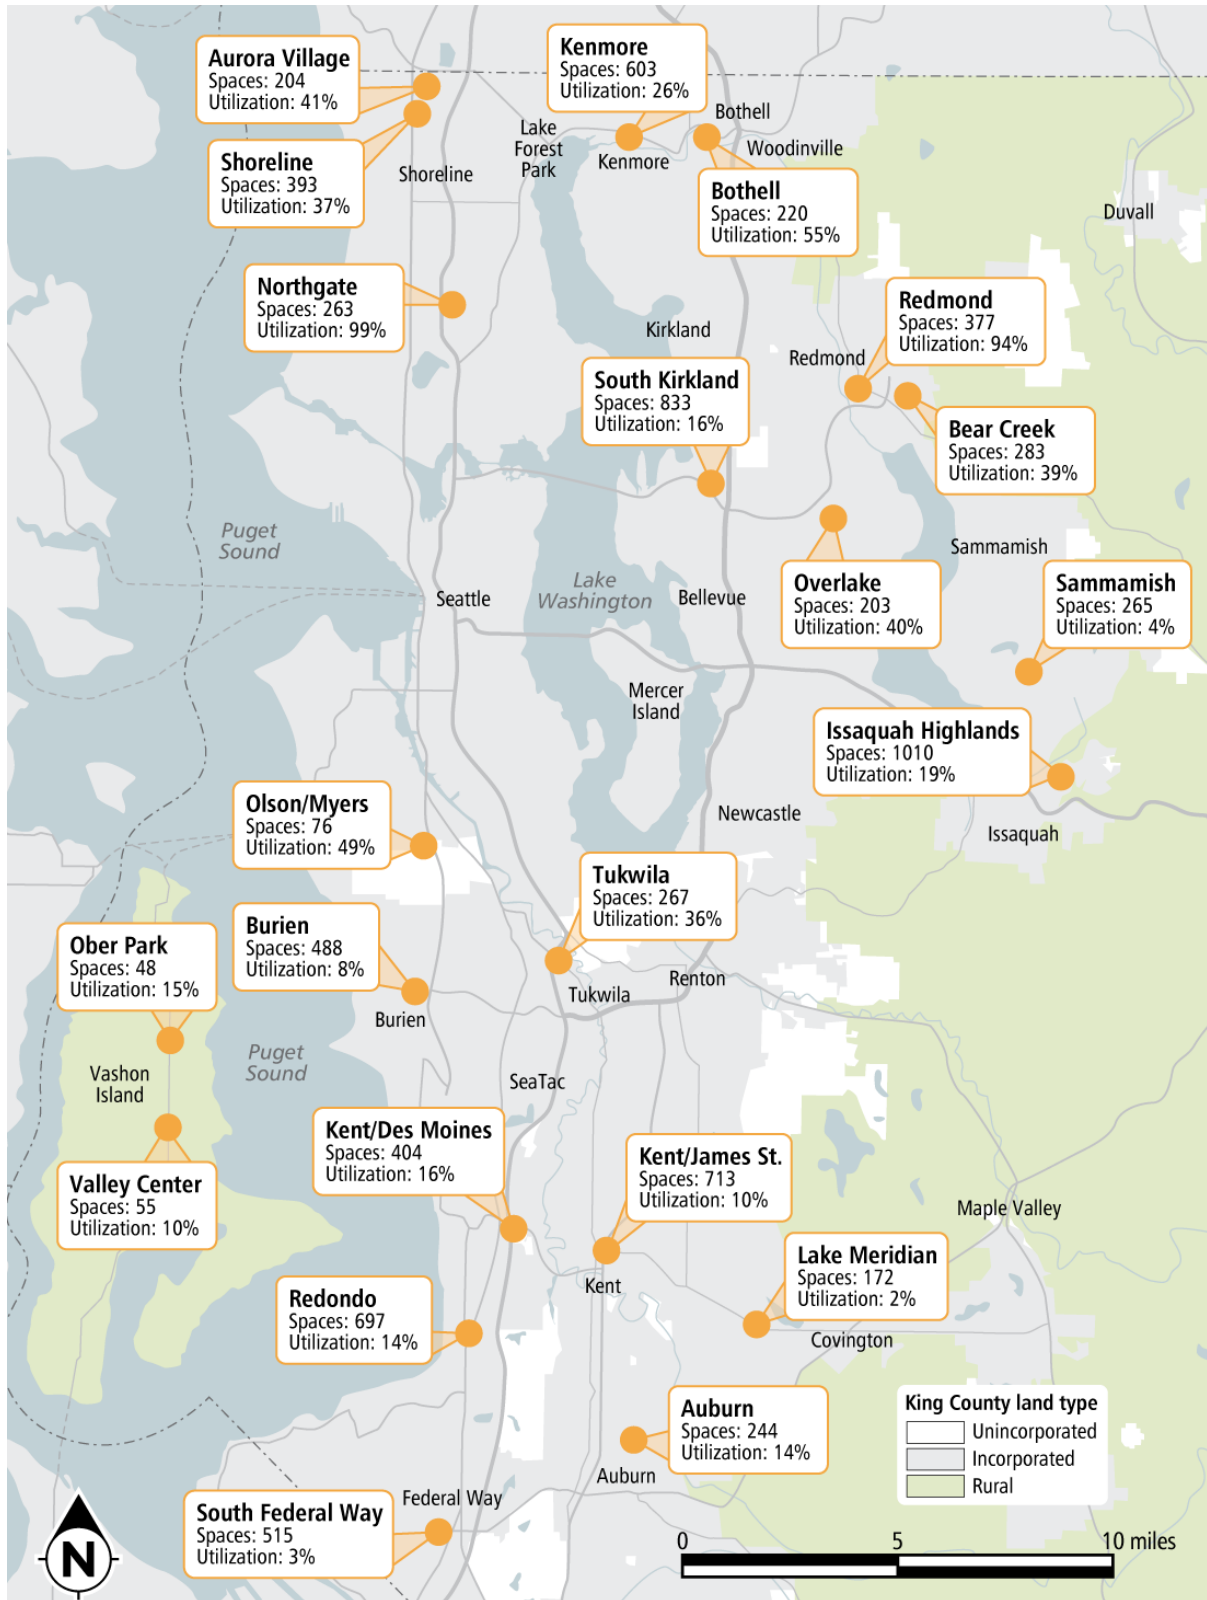 Aurora Village
Spaces: 204
Utilization: 41%
Kenmore
Spaces: 603
Utilization: 26%
Shoreline
Spaces: 393
Utilization: 37%
Shoreline
Lake
Forest
Park
Kenmore
Bothell
Woodinville
Bothell
Spaces: 220
Utilization: 55%
Duvall
Northgate
Spaces: 263
Utilization: 99%
Kirkland
Redmond
Redmond
Spaces: 377
Utilization: 94%
South Kirkland
Spaces: 833
Utilization: 16%
Bear Creek
Spaces: 283
Utilization: 39%
Puget
Sound
Seattle
Lake
Washington
Bellevue
Sammamish
Overlake
Spaces: 203
Utilization: 40%
Sammamish
Spaces: 265
Utilization: 4%
Mercer
Island
Issaquah Highlands
Spaces: 1010
Utilization: 19%
Newcastle
Issaquah
Olson/Myers
Spaces: 76
Utilization: 49%
Tukwila
Spaces: 267
Utilization: 36%
Burien
Spaces: 488
Utilization: 8%
Ober Park
Spaces: 48
Utilization: 15%
Renton
Tukwila
Burien
Puget
Sound
Vashon
Island
SeaTac
Kent/Des Moines
Spaces: 404
Utilization: 16%
Kent/James St.
Spaces: 713
Utilization: 10%
Valley Center
Spaces: 55
Utilization: 10%
Maple Valley
Lake Meridian
Spaces: 172
Utilization: 2%
Kent
Covington
Redondo
Spaces: 697
Utilization: 14%
Auburn
Spaces: 244
Utilization: 14%
Auburn
King County land type
Unincorporated
Incorporated
Rural
Federal Way
South Federal Way
Spaces: 515
Utilization: 3%
N
0 5 10 miles